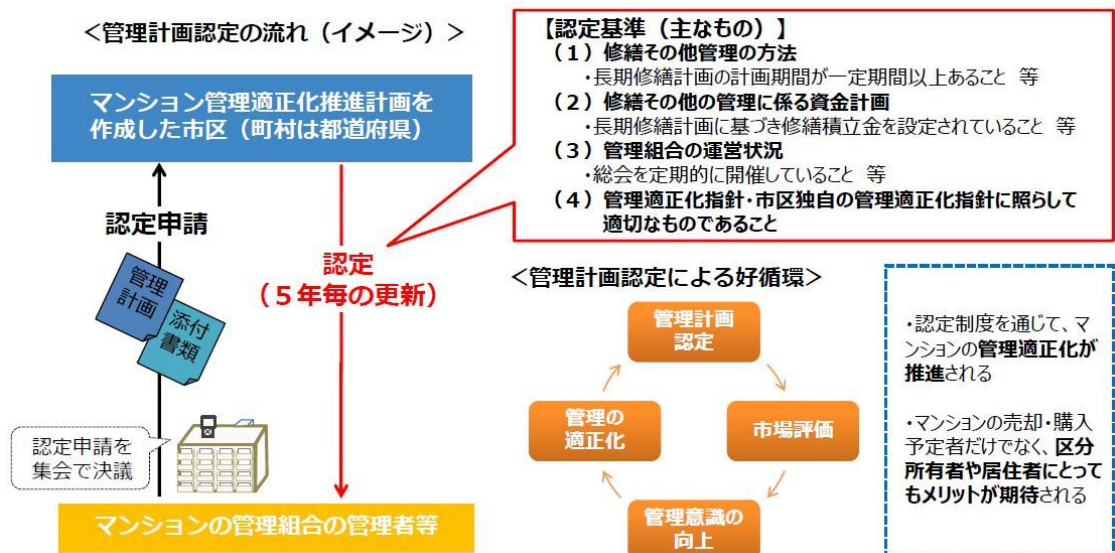 <管理計画認定の流れ（イメージ）>
マンション管理適正化推進計画を
作成した市区（町村は都道府県）
認定申請
管理
計画
添付
書類
認定
（５年毎の更新）
認定申請を
集会で決議
マンションの管理組合の管理者等
【認定基準（主なもの）】
（１）修繕その他管理の方法
・長期修繕計画の計画期間が一定期間以上あること 等
（２）修繕その他の管理に係る資金計画
・長期修繕計画に基づき修繕積立金を設定されていること 等
（３）管理組合の運営状況
・総会を定期的に開催していること 等
（４）管理適正化指針・市区独自の管理適正化指針に照らして
適切なものであること
<管理計画認定による好循環>
管理計画
認定
市場評価
管理意識の
向上
管理の
適正化
・認定制度を通じて、マ
ンションの管理適正化が
推進される
・マンションの売却・購入
予定者だけでなく、区分
所有者や居住者にとって
もメリットが期待される